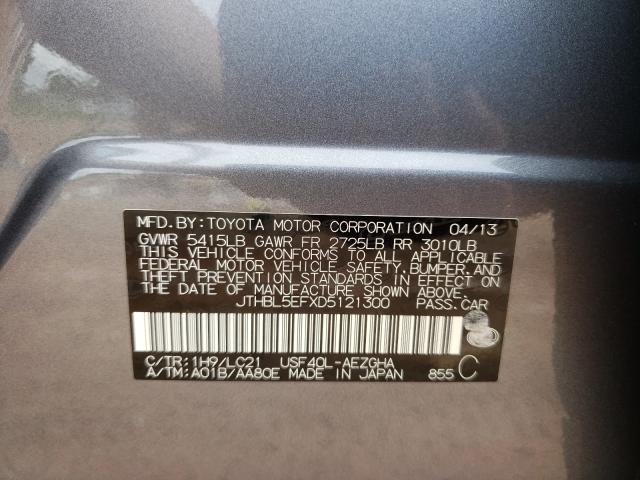 MFD.BY:TOYOTA MOTOR CORPORATION 04/13
GVWR 5415LB GAWR FR 2725LB RR 3010LB
THIS VEHICLE CONFORMS TO ALL APPLICABLE
FEDERAL MOTOR VEHICLE SAFETY, BUMPER, AND
THEFT PREVENTION STANDARDS IN EFFECT ON
THE DATE OF MANUFACTURE SHOWN ABOVE.
JTHBL5EFXD5121300 PASS.CAR
C/TR:1H9/LC21 USF40L-AEZGHA
A/TM:A01B/AA80E MADE IN JAPAN 855 C